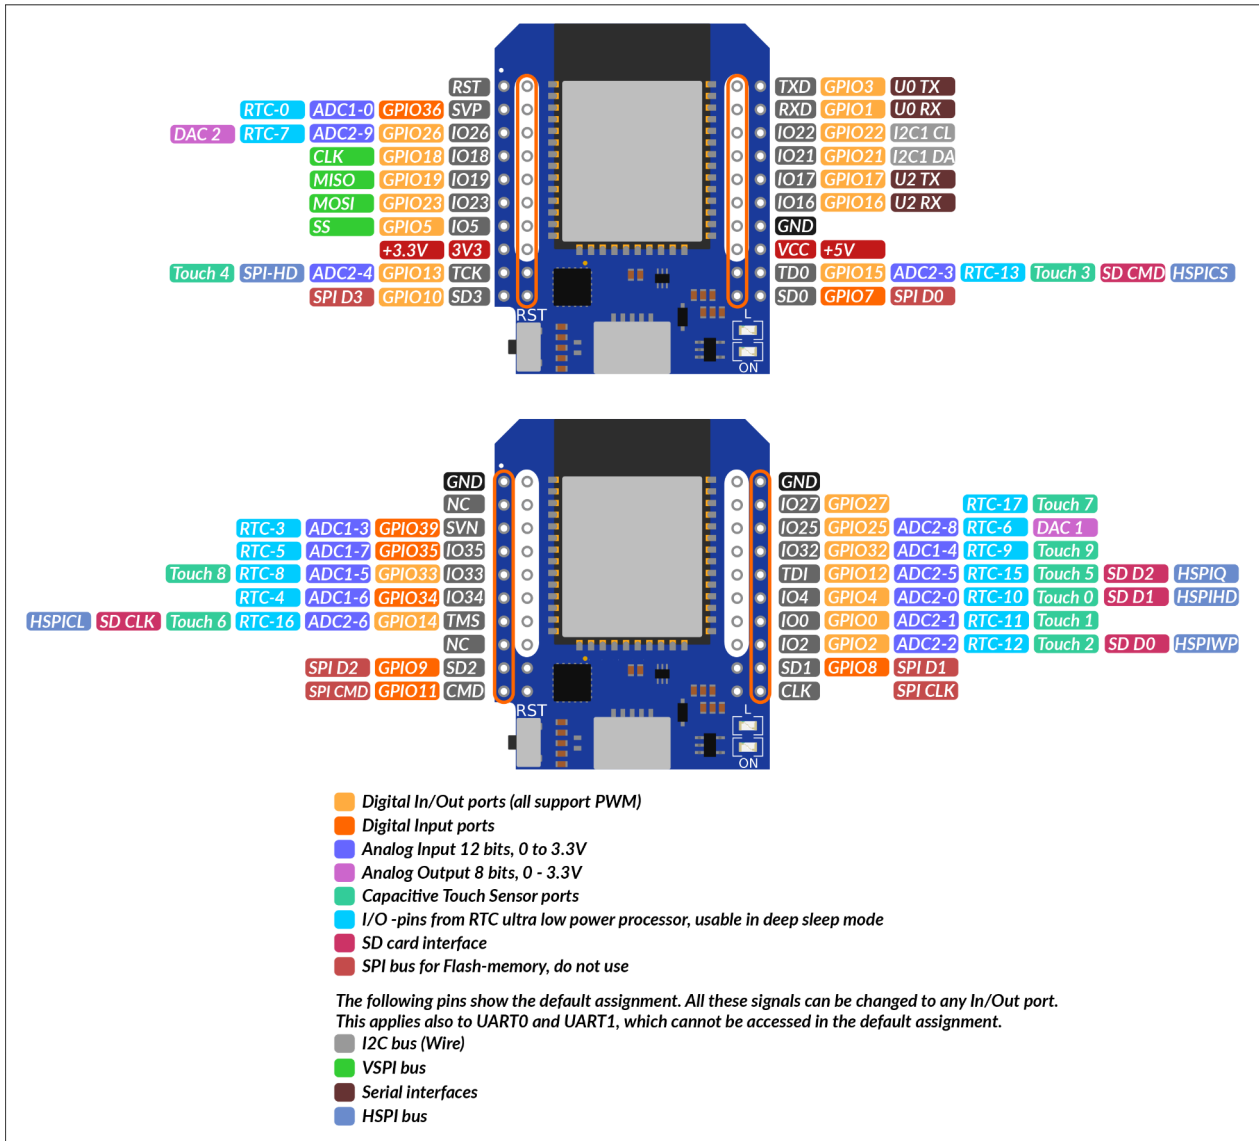 RST TXD GPIO3 U0 TX
RTC-0 ADC1-0 GPIO36 SVP RXD GPIO1 U0 RX
DAC 2 RTC-7 ADC2-9 GPIO26 IO26 IO22 GPIO22 I2C1 CL
CLK GPIO18 IO18 IO21 GPIO21 I2C1 DA
MISO GPIO19 IO19 IO17 GPIO17 U2 TX
MOSI GPIO23 IO23 IO16 GPIO16 U2 RX
SS GPIO5 IO5 GND
+3.3V 3V3 VCC +5V
Touch 4 SPI-HD ADC2-4 GPIO13 TCK TD0 GPIO15 ADC2-3 RTC-13 Touch 3 SD CMD HSPICS
SPI D3 GPIO10 SD3 SD0 GPIO7 SPI D0
RST L
ON
GND GND
NC IO27 GPIO27 RTC-17 Touch 7
RTC-3 ADC1-3 GPIO39 SVN IO25 GPIO25 ADC2-8 RTC-6 DAC 1
RTC-5 ADC1-7 GPIO35 IO35 IO32 GPIO32 ADC1-4 RTC-9 Touch 9
Touch 8 RTC-8 ADC1-5 GPIO33 IO33 TDI GPIO12 ADC2-5 RTC-15 Touch 5 SD D2 HSPIQ
RTC-4 ADC1-6 GPIO34 IO34 IO4 GPIO4 ADC2-0 RTC-10 Touch 0 SD D1 HSPIHD
HSPICL SD CLK Touch 6 RTC-16 ADC2-6 GPIO14 TMS IO0 GPIO0 ADC2-1 RTC-11 Touch 1
NC IO2 GPIO2 ADC2-2 RTC-12 Touch 2 SD D0 HSPIWP
SPI D2 GPIO9 SD2 SD1 GPIO8 SPI D1
SPI CMD GPIO11 CMD CLK SPI CLK
RST L
ON
Digital In/Out ports (all support PWM)
Digital Input ports
Analog Input 12 bits, 0 to 3.3V
Analog Output 8 bits, 0 - 3.3V
Capacitive Touch Sensor ports
I/O -pins from RTC ultra low power processor, usable in deep sleep mode
SD card interface
SPI bus for Flash-memory, do not use
The following pins show the default assignment. All these signals can be changed to any In/Out port.
This applies also to UART0 and UART1, which cannot be accessed in the default assignment.
I2C bus (Wire)
VSPI bus
Serial interfaces
HSPI bus